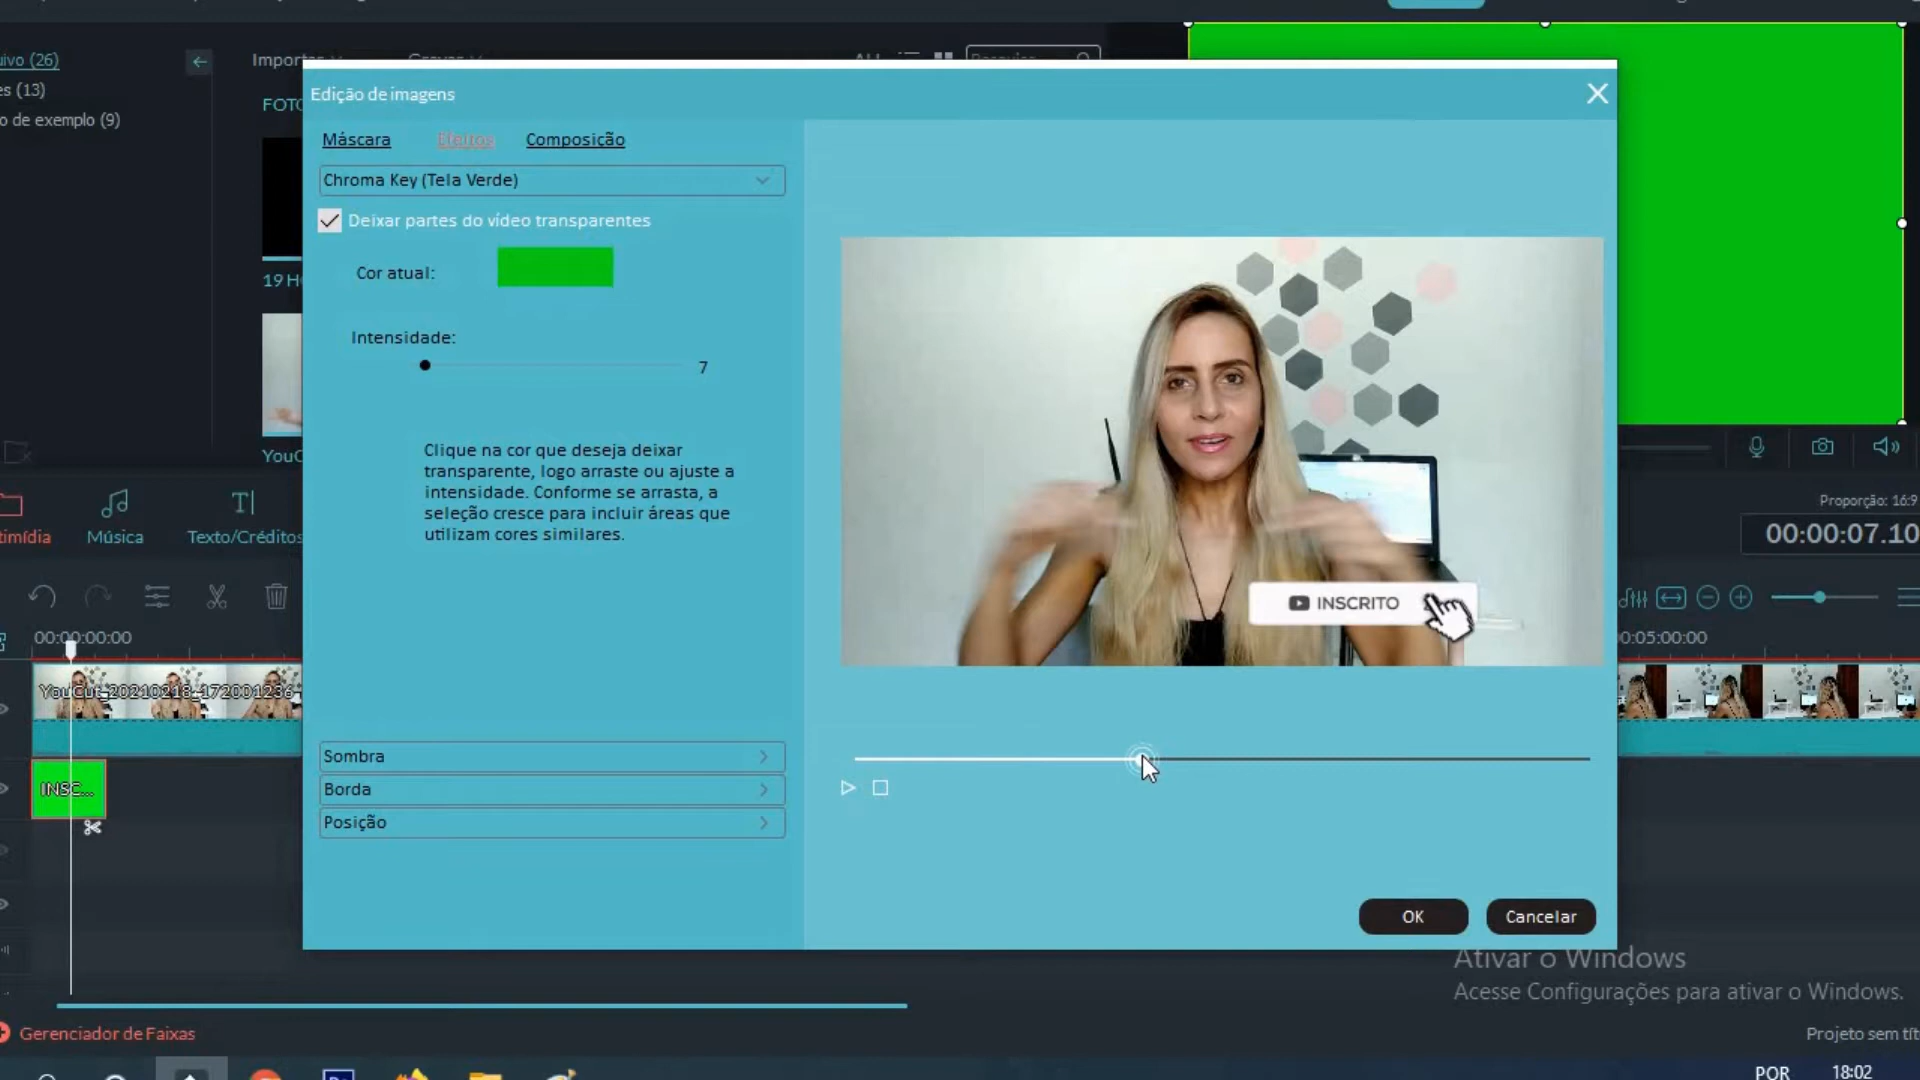 uivo (26)
es (13)
o de exemplo (9)
FOTO
19 H
YouC
Edição de imagens
Máscara
Efeitos
Composição
Chroma Key (Tela Verde)
Deixar partes do vídeo transparentes
Cor atual:
Intensidade:
7
Clique na cor que deseja deixar
transparente, logo arraste ou ajuste a
intensidade. Conforme se arrasta, a
seleção cresce para incluir áreas que
utilizam cores similares.
INSCRITO
Sombra
Borda
Posição
OK
Cancelar
timídia
Música
Texto/Créditos
Proporção: 16:9
00:00:07.10
00:00:00:00
0:05:00:00
YouCut_20210218_172001236
INSC...
Ativar o Windows
Acesse Configurações para ativar o Windows.
Gerenciador de Faixas
Projeto sem tít
POR
18:02